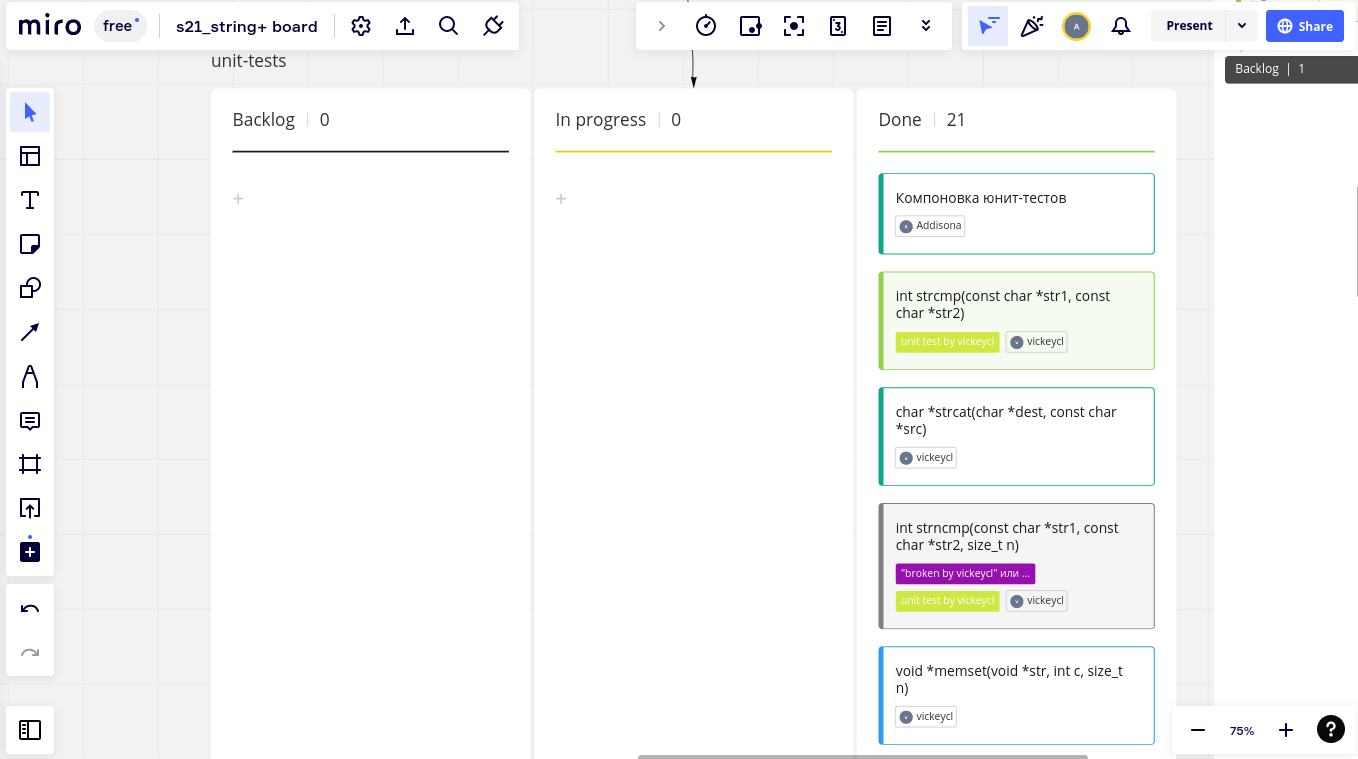 miro free s21_string+ board
3
A
Present
Share
unit-tests
Backlog | 1
Backlog | 0
In progress | 0
Done | 21
+
+
Компоновка юнит-тестов
Addisona
int strcmp(const char *str1, const
char *str2)
unit test by vickeycl vickeycl
char *strcat(char *dest, const char
*src)
vickeycl
int strncmp(const char *str1, const
char *str2, size_t n)
"broken by vickeycl" или ...
unit test by vickeycl vickeycl
void *memset(void *str, int c, size_t
n)
vickeycl
75%
?